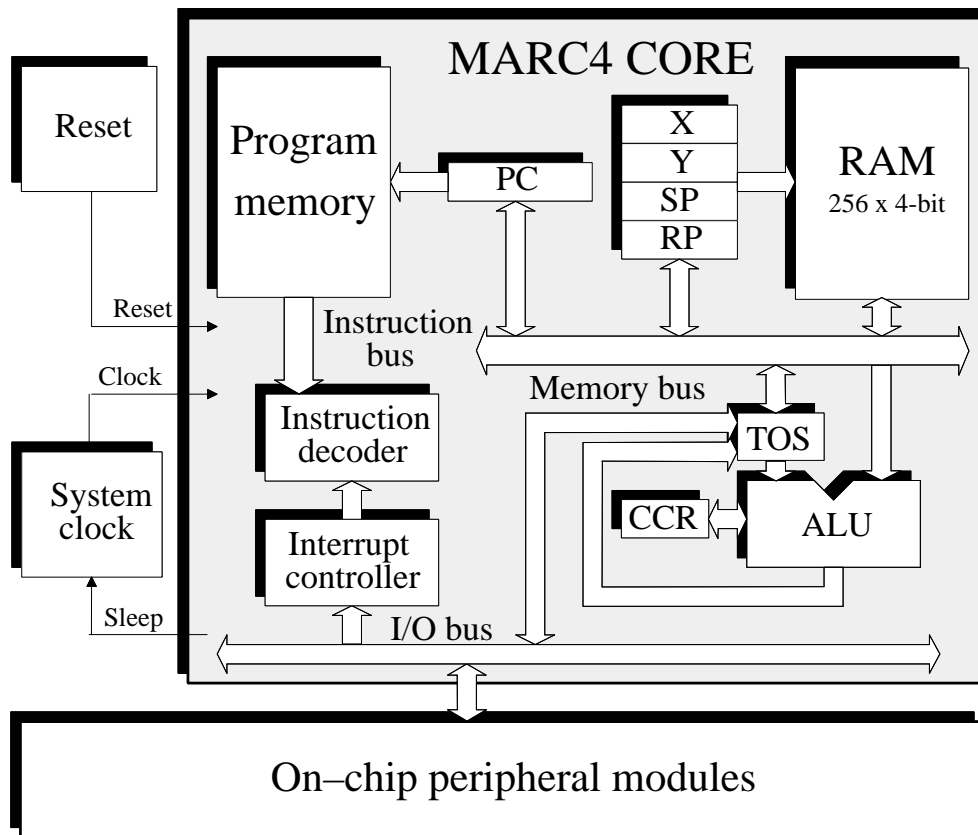 MARC4 CORE
Reset
Program
memory
PC
X
Y
SP
RP
RAM
256 x 4-bit
Reset
Instruction
bus
Clock
Memory bus
Instruction
decoder
TOS
System
clock
CCR
ALU
Interrupt
controller
Sleep
I/O bus
On–chip peripheral modules